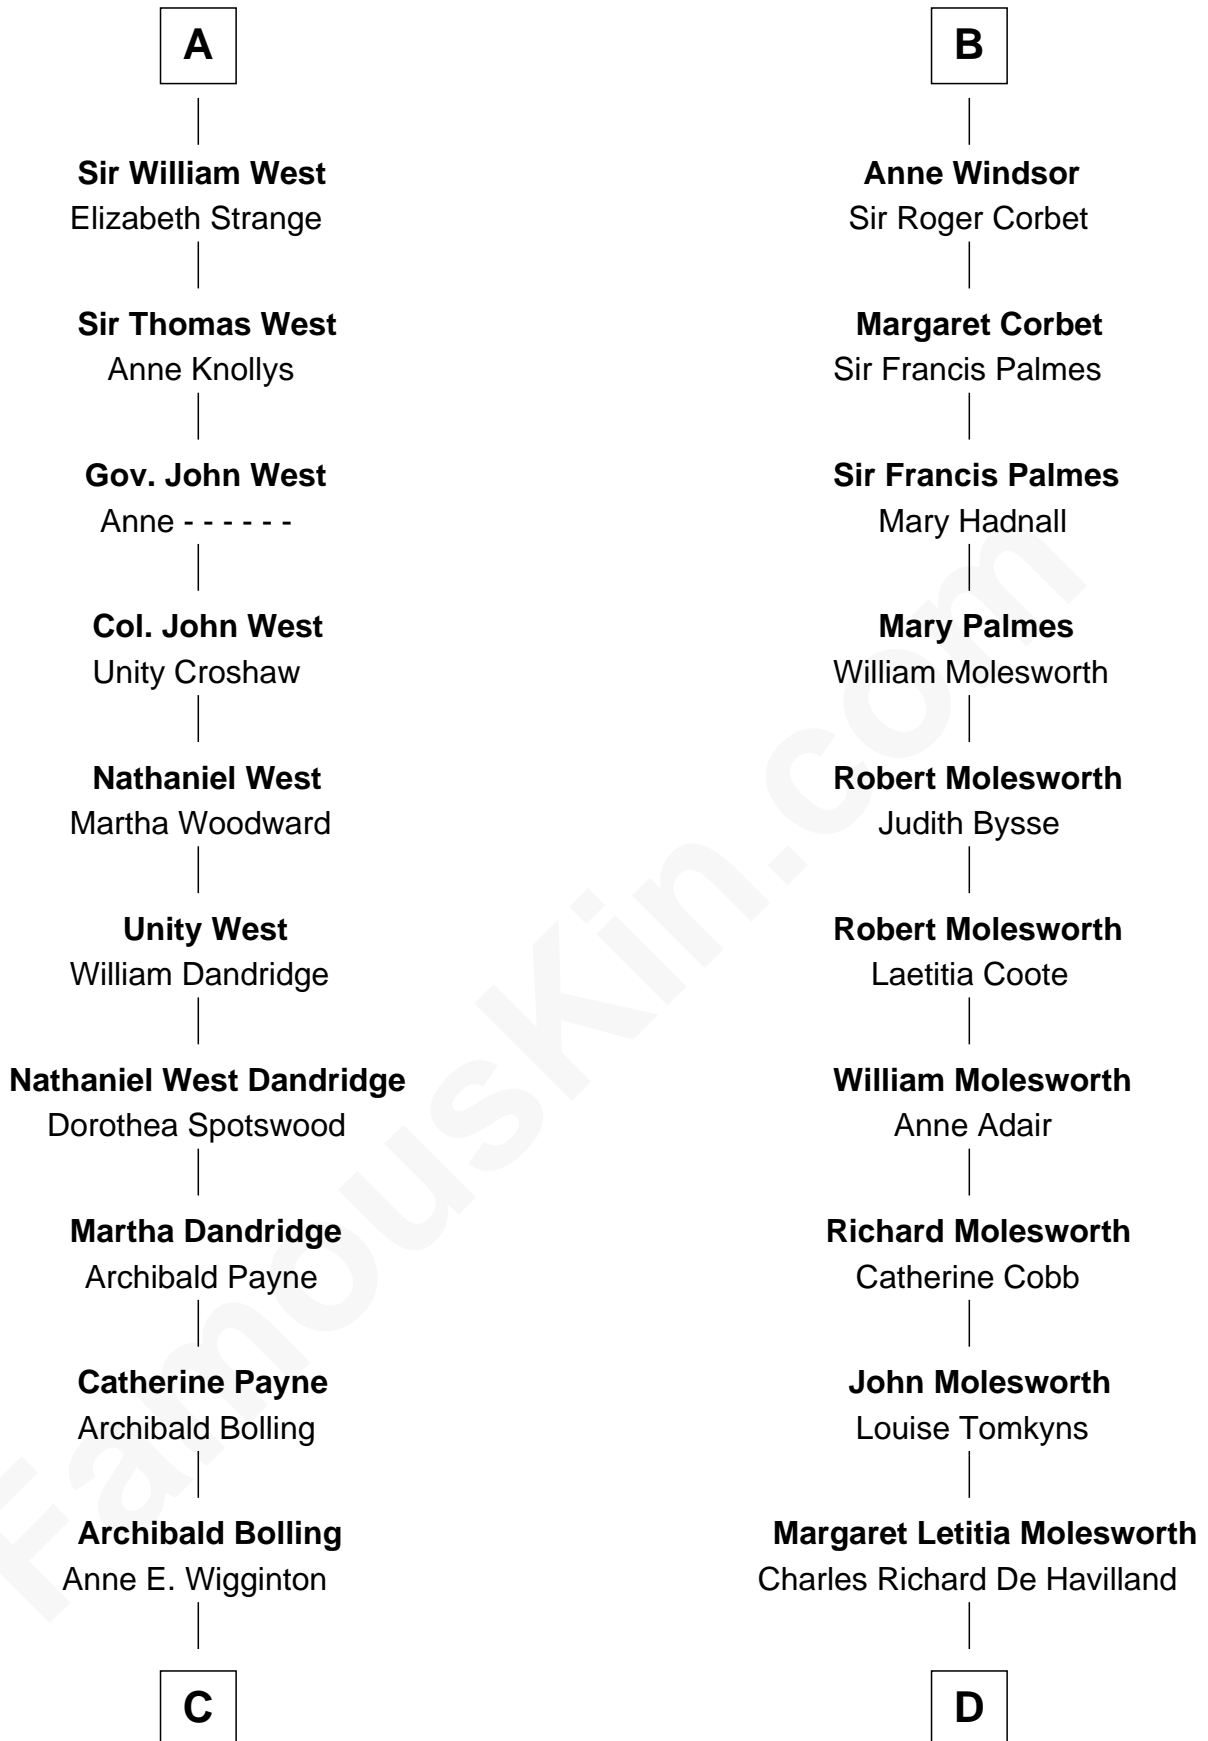 A
Sir William West
Elizabeth Strange
Sir Thomas West
Anne Knollys
Gov. John West
Anne - - - - - -
Col. John West
Unity Croshaw
Nathaniel West
Martha Woodward
Unity West
William Dandridge
Nathaniel West Dandridge
Dorothea Spotswood
Martha Dandridge
Archibald Payne
Catherine Payne
Archibald Bolling
Archibald Bolling
Anne E. Wigginton
C
B
Anne Windsor
Sir Roger Corbet
Margaret Corbet
Sir Francis Palmes
Sir Francis Palmes
Mary Hadnall
Mary Palmes
William Molesworth
Robert Molesworth
Judith Bysse
Robert Molesworth
Laetitia Coote
William Molesworth
Anne Adair
Richard Molesworth
Catherine Cobb
John Molesworth
Louise Tomkyns
Margaret Letitia Molesworth
Charles Richard De Havilland
D
FamousKin.com